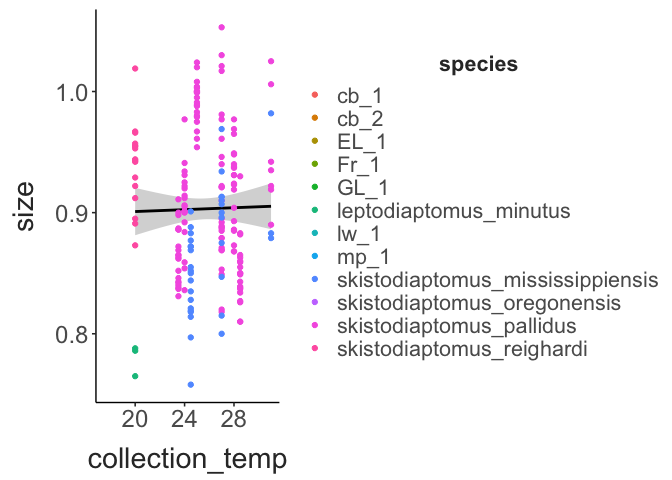 species
cb_1
cb_2
EL_1
Fr_1
GL_1
leptodiaptomus_minutus
lw_1
mp_1
skistodiaptomus_mississippiensis
skistodiaptomus_oregonensis
skistodiaptomus_pallidus
skistodiaptomus_reighardi
size
1.0
0.9
0.8
20 24 28
collection_temp